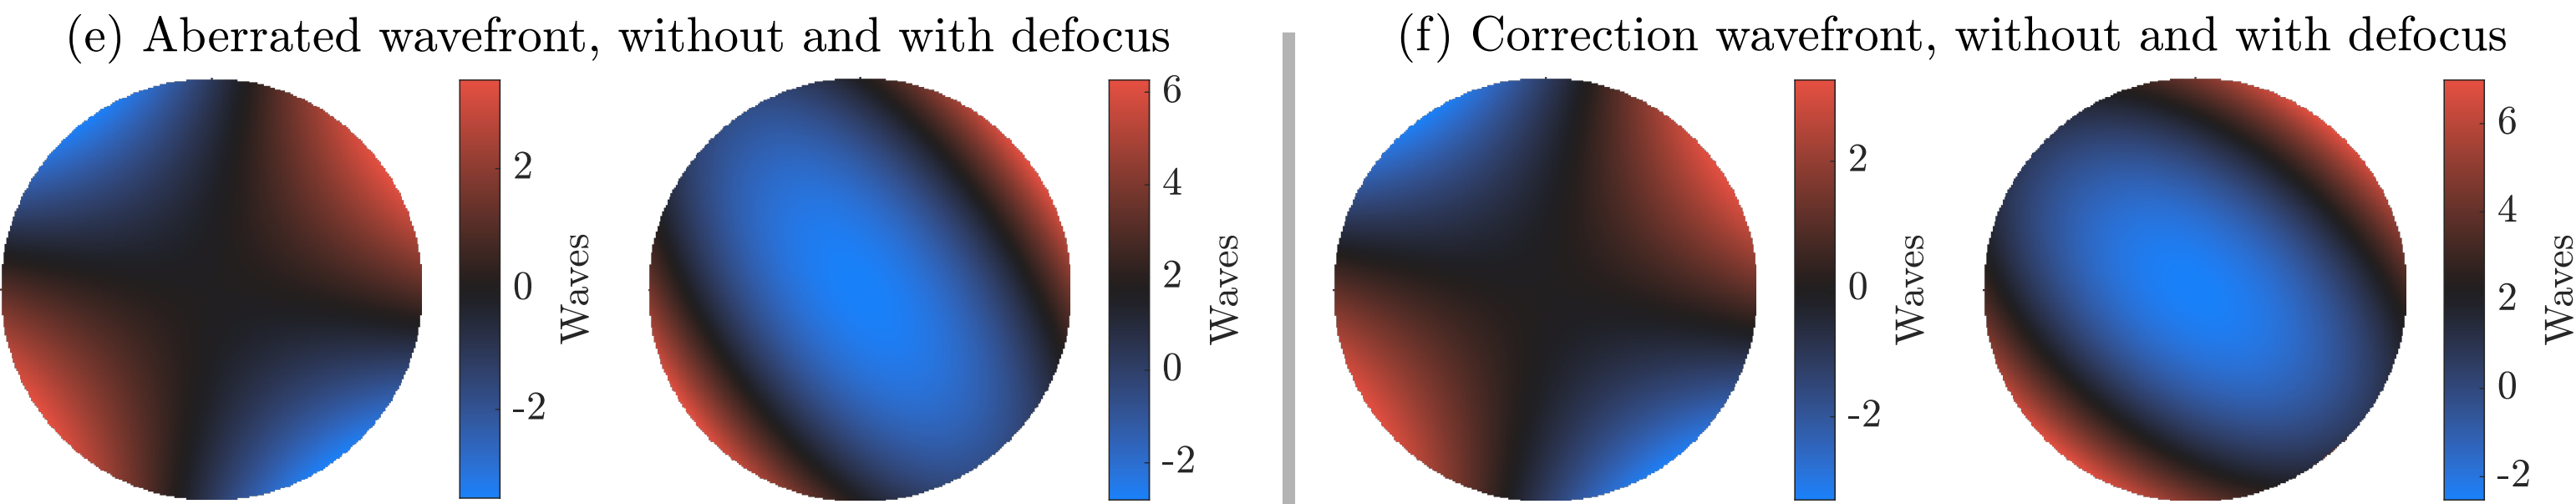 (e) Aberrated wavefront, without and with defocus
2
0
-2
Waves
6
4
2
0
-2
Waves
(f) Correction wavefront, without and with defocus
2
0
-2
Waves
6
4
2
0
-2
Waves